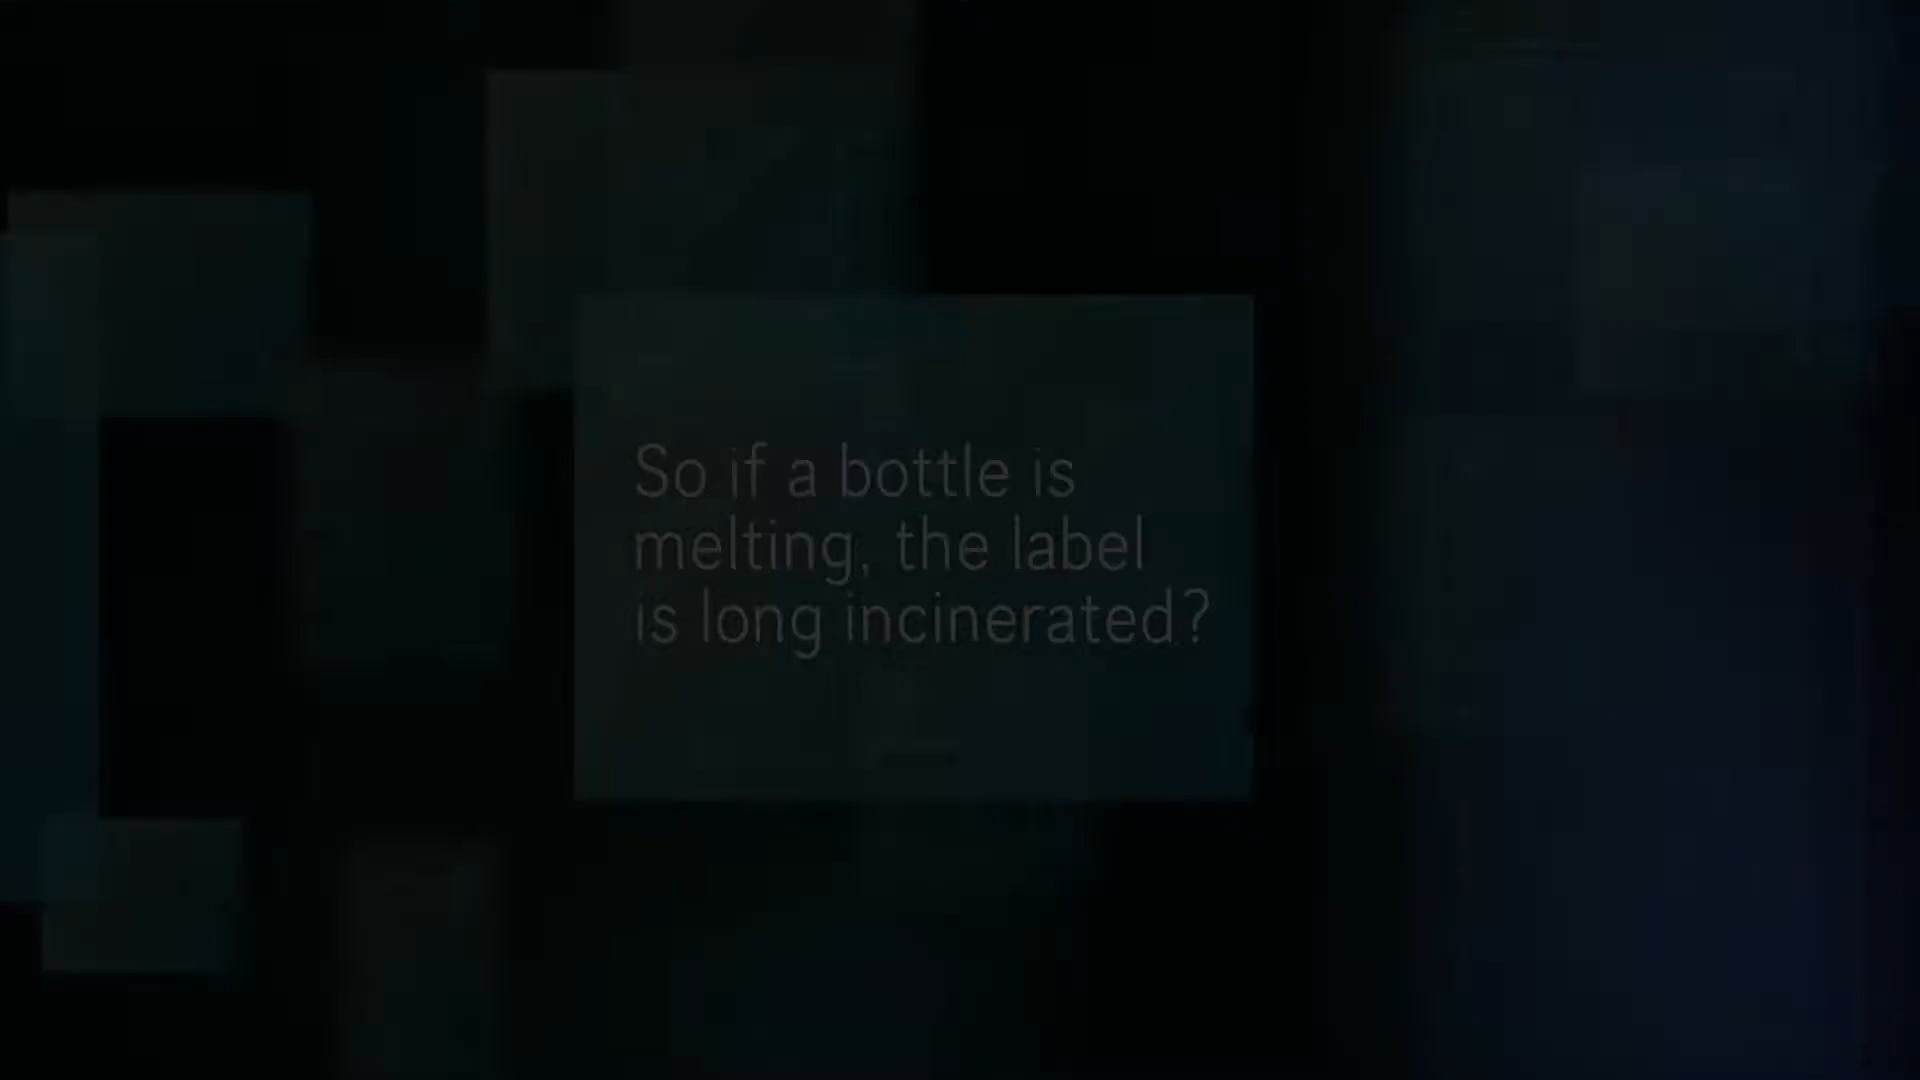 So if a bottle is
melting, the label
is long incinerated?